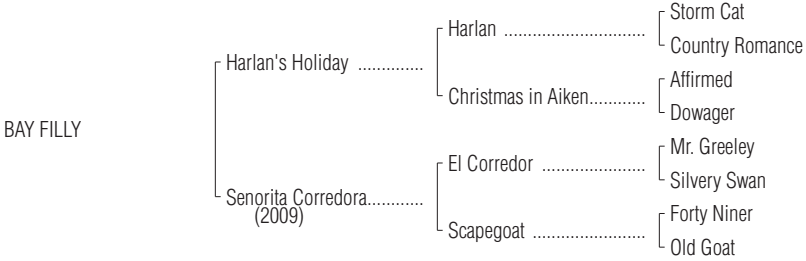 Storm Cat
Harlan ..............................
Country Romance
Harlan's Holiday ..............
Affirmed
Christmas in Aiken............
Dowager
BAY FILLY
Mr. Greeley
El Corredor ......................
Silvery Swan
Senorita Corredora............
(2009)
Forty Niner
Scapegoat ........................
Old Goat